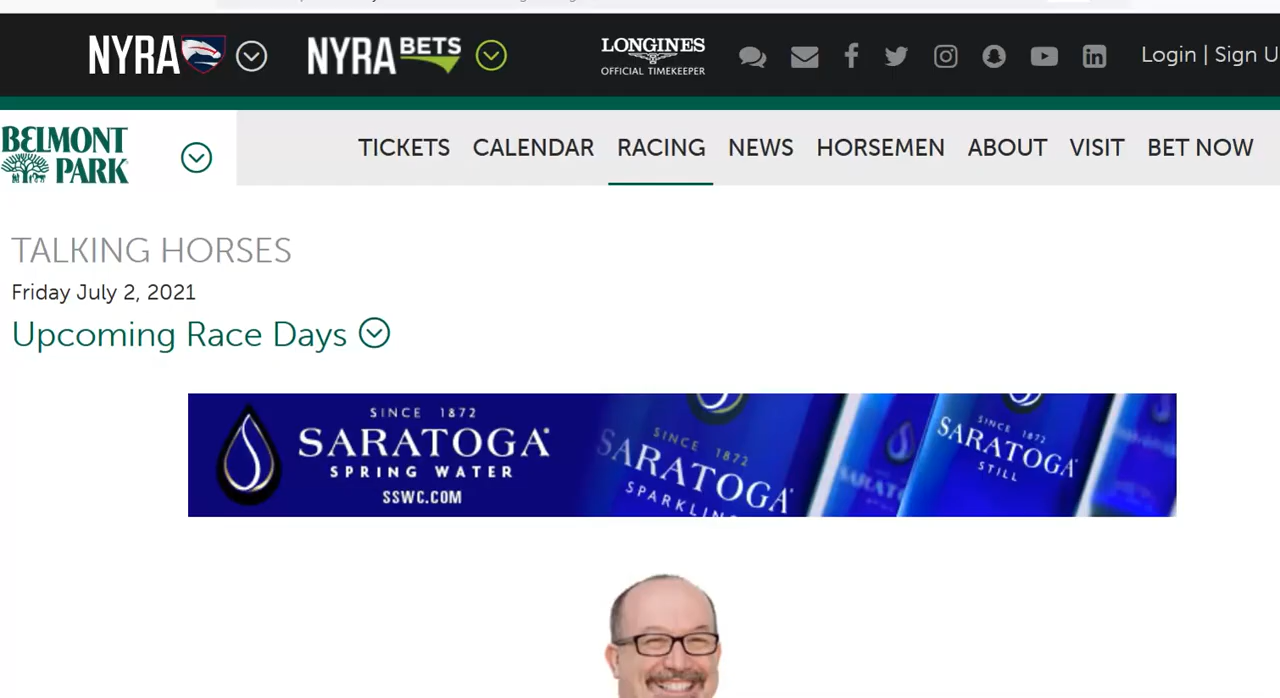 NYRA
NYRA BETS
LONGINES
OFFICIAL TIMEKEEPER
Login | Sign U
BELMONT
PARK
TICKETS CALENDAR RACING NEWS HORSEMEN ABOUT VISIT BET NOW
TALKING HORSES
Friday July 2, 2021
Upcoming Race Days
SINCE 1872
SARATOGA
SPRING WATER
SSWC.COM
SINCE 1872
SARATOGA
SPARKLIN
SINCE 1872
SARATOGA
STILL